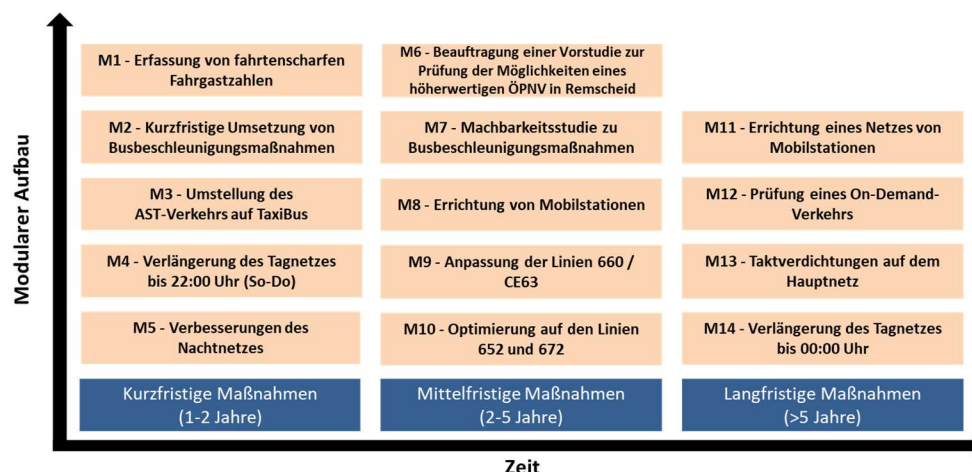 Modularer Aufbau
M1 - Erfassung von fahrtenscharfen
Fahrgastzahlen
M2 - Kurzfristige Umsetzung von
Busbeschleunigungsmaßnahmen
M3 - Umstellung des
AST-Verkehrs auf TaxiBus
M4 - Verlängerung des Tagnetzes
bis 22:00 Uhr (So-Do)
M5 - Verbesserungen des
Nachtnetzes
Kurzfristige Maßnahmen
(1-2 Jahre)
M6 - Beauftragung einer Vorstudie zur
Prüfung der Möglichkeiten eines
höherwertigen ÖPNV in Remscheid
M7 - Machbarkeitsstudie zu
Busbeschleunigungsmaßnahmen
M8 - Errichtung von Mobilstationen
M9 - Anpassung der Linien 660 /
CE63
M10 - Optimierung auf den Linien
652 und 672
Mittelfristige Maßnahmen
(2-5 Jahre)
M11 - Errichtung eines Netzes von
Mobilstationen
M12 - Prüfung eines On-Demand-
Verkehrs
M13 - Taktverdichtungen auf dem
Hauptnetz
M14 - Verlängerung des Tagnetzes
bis 00:00 Uhr
Langfristige Maßnahmen
(>5 Jahre)
Zeit